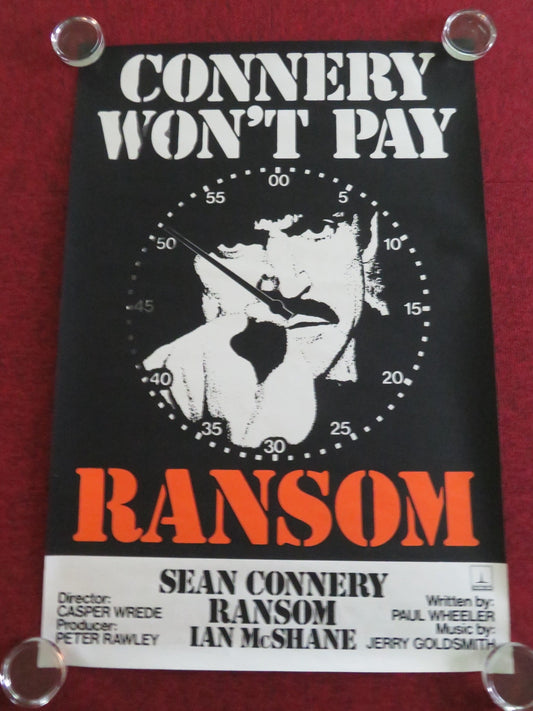 CONNERY
WON'T PAY
00
5
10
15
20
25
30
35
40
45
50
55
RANSOM
SEAN CONNERY
RANSOM
IAN McSHANE
Director:
CASPER WREDE
Producer:
PETER RAWLEY
Written by:
PAUL WHEELER
Music by:
JERRY GOLDSMITH